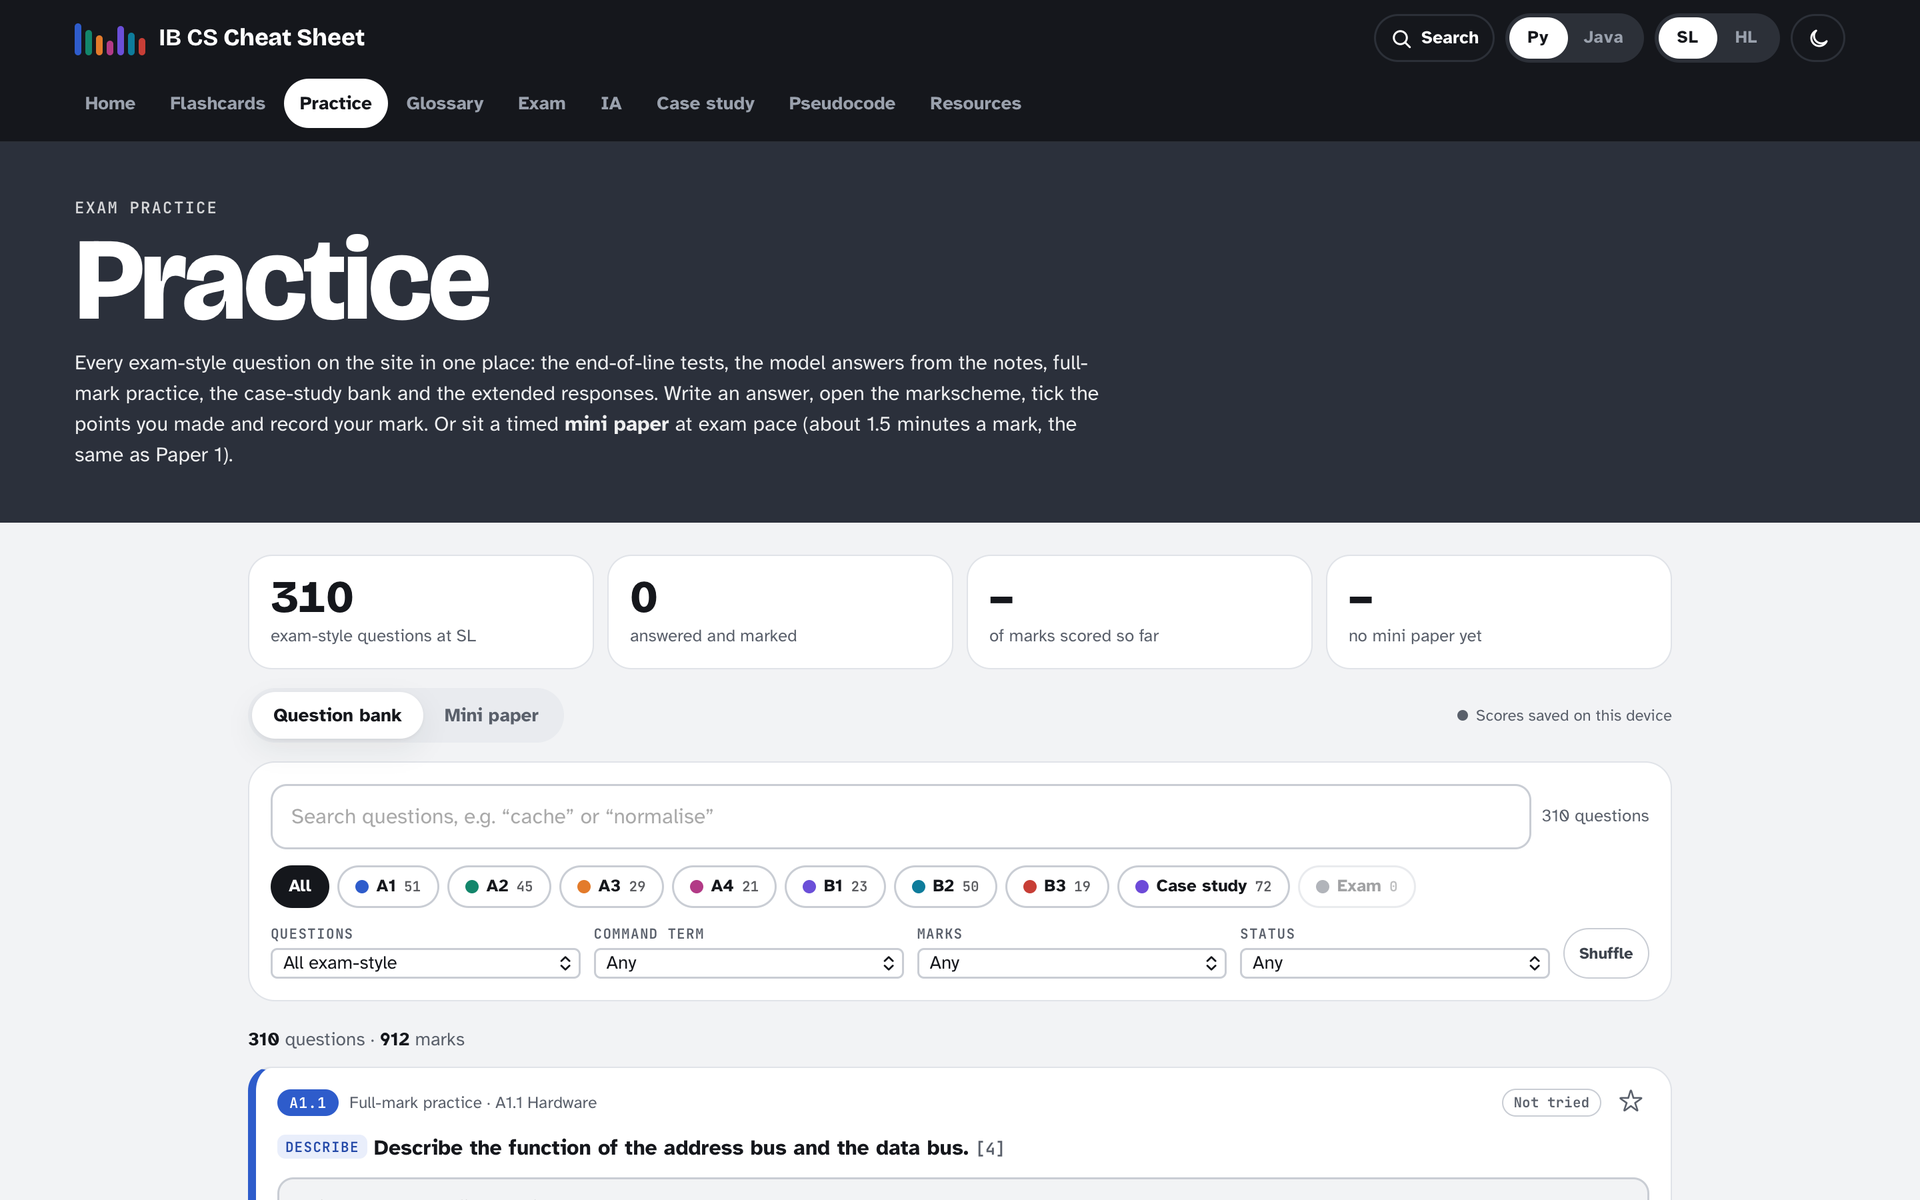 IB CS Cheat Sheet
Search
Py Java
SL HL
Home Flashcards Practice Glossary Exam IA Case study Pseudocode Resources
EXAM PRACTICE
Practice
Every exam-style question on the site in one place: the end-of-line tests, the model answers from the notes, full-
mark practice, the case-study bank and the extended responses. Write an answer, open the markscheme, tick the
points you made and record your mark. Or sit a timed mini paper at exam pace (about 1.5 minutes a mark, the
same as Paper 1).
310
exam-style questions at SL
0
answered and marked
–
of marks scored so far
–
no mini paper yet
Question bank Mini paper
Scores saved on this device
Search questions, e.g. “cache” or “normalise”
310 questions
All A1 51 A2 45 A3 29 A4 21 B1 23 B2 50 B3 19 Case study 72 Exam 0
QUESTIONS COMMAND TERM MARKS STATUS
All exam-style Any Any Any Shuffle
310 questions · 912 marks
A1.1 Full-mark practice · A1.1 Hardware Not tried
DESCRIBE Describe the function of the address bus and the data bus. [4]